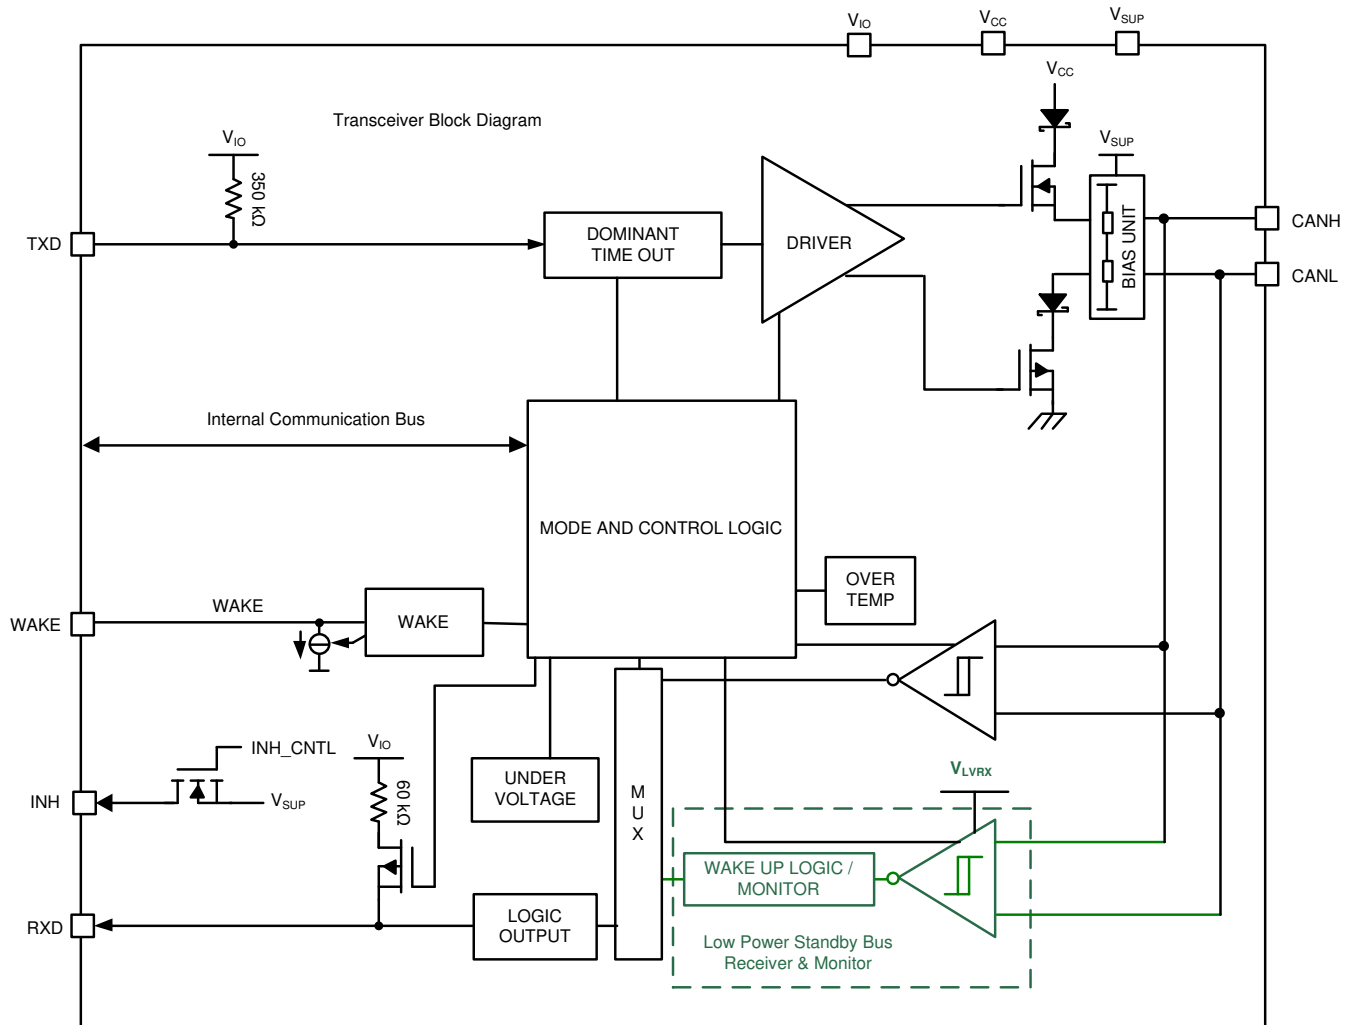 VIO
VCC
VSUP
VCC
Transceiver Block Diagram
VIO
VSUP
350 kΩ
TXD
DOMINANT
TIME OUT
DRIVER
BIAS UNIT
CANH
CANL
Internal Communication Bus
MODE AND CONTROL LOGIC
OVER
TEMP
WAKE
WAKE
WAKE
INH_CNTL
VIO
INH
VSUP
60 kΩ
UNDER
VOLTAGE
MUX
VLVRX
WAKE UP LOGIC /
MONITOR
RXD
LOGIC
OUTPUT
Low Power Standby Bus
Receiver & Monitor